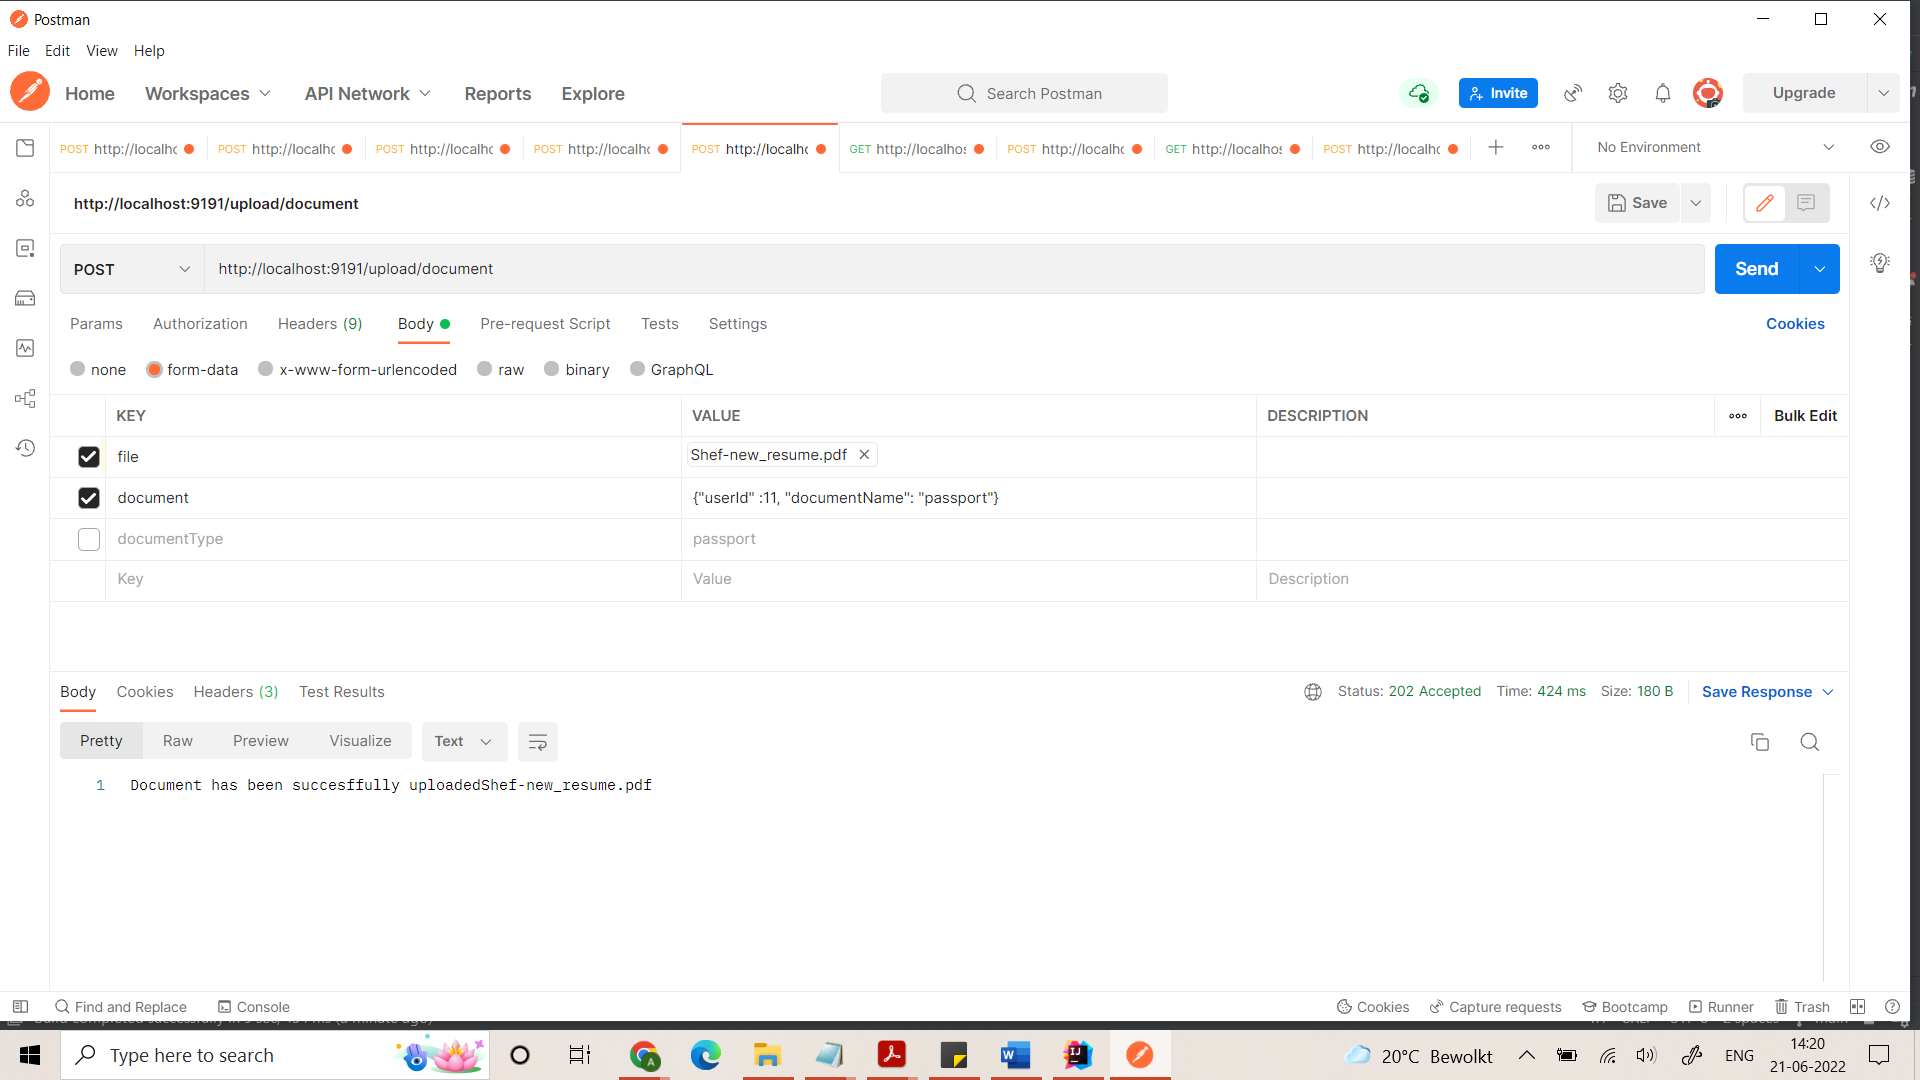 Postman
File Edit View Help
Home Workspaces API Network Reports Explore Search Postman Invite Upgrade
POST http://localhc POST http://localhc POST http://localhc POST http://localhc POST http://localhc GET http://localhos POST http://localhc GET http://localhos POST http://localhc No Environment
http://localhost:9191/upload/document Save
POST http://localhost:9191/upload/document Send
Params Authorization Headers (9) Body Pre-request Script Tests Settings Cookies
none form-data x-www-form-urlencoded raw binary GraphQL
KEY VALUE DESCRIPTION Bulk Edit
file Shef-new_resume.pdf
document {"userId" :11, "documentName": "passport"}
documentType passport
Key Value Description
Body Cookies Headers (3) Test Results Status: 202 Accepted Time: 424 ms Size: 180 B Save Response
Pretty Raw Preview Visualize Text
1 Document has been succesffully uploadedShef-new_resume.pdf
Find and Replace Console Cookies Capture requests Bootcamp Runner Trash
Type here to search 20°C Bewolkt ENG 14:20
21-06-2022